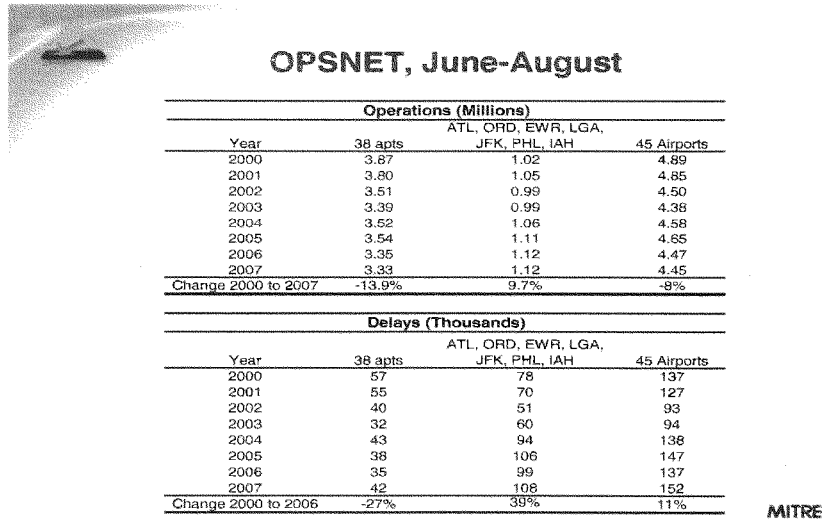 OPSNET, June-August
Operations (Millions)
ATL, ORD, EWR, LGA,
Year 38 apts JFK, PHL, IAH 45 Airports
2000 3.87 1.02 4.89
2001 3.80 1.05 4.85
2002 3.51 0.99 4.50
2003 3.39 0.99 4.38
2004 3.52 1.06 4.58
2005 3.54 1.11 4.65
2006 3.35 1.12 4.47
2007 3.33 1.12 4.45
Change 2000 to 2007 -13.9% 9.7% -8%
Delays (Thousands)
ATL, ORD, EWR, LGA,
Year 38 apts JFK, PHL, IAH 45 Airports
2000 57 78 137
2001 55 70 127
2002 40 51 93
2003 32 60 94
2004 43 94 138
2005 38 106 147
2006 35 99 137
2007 42 108 152
Change 2000 to 2006 -27% 39% 11%
MITRE